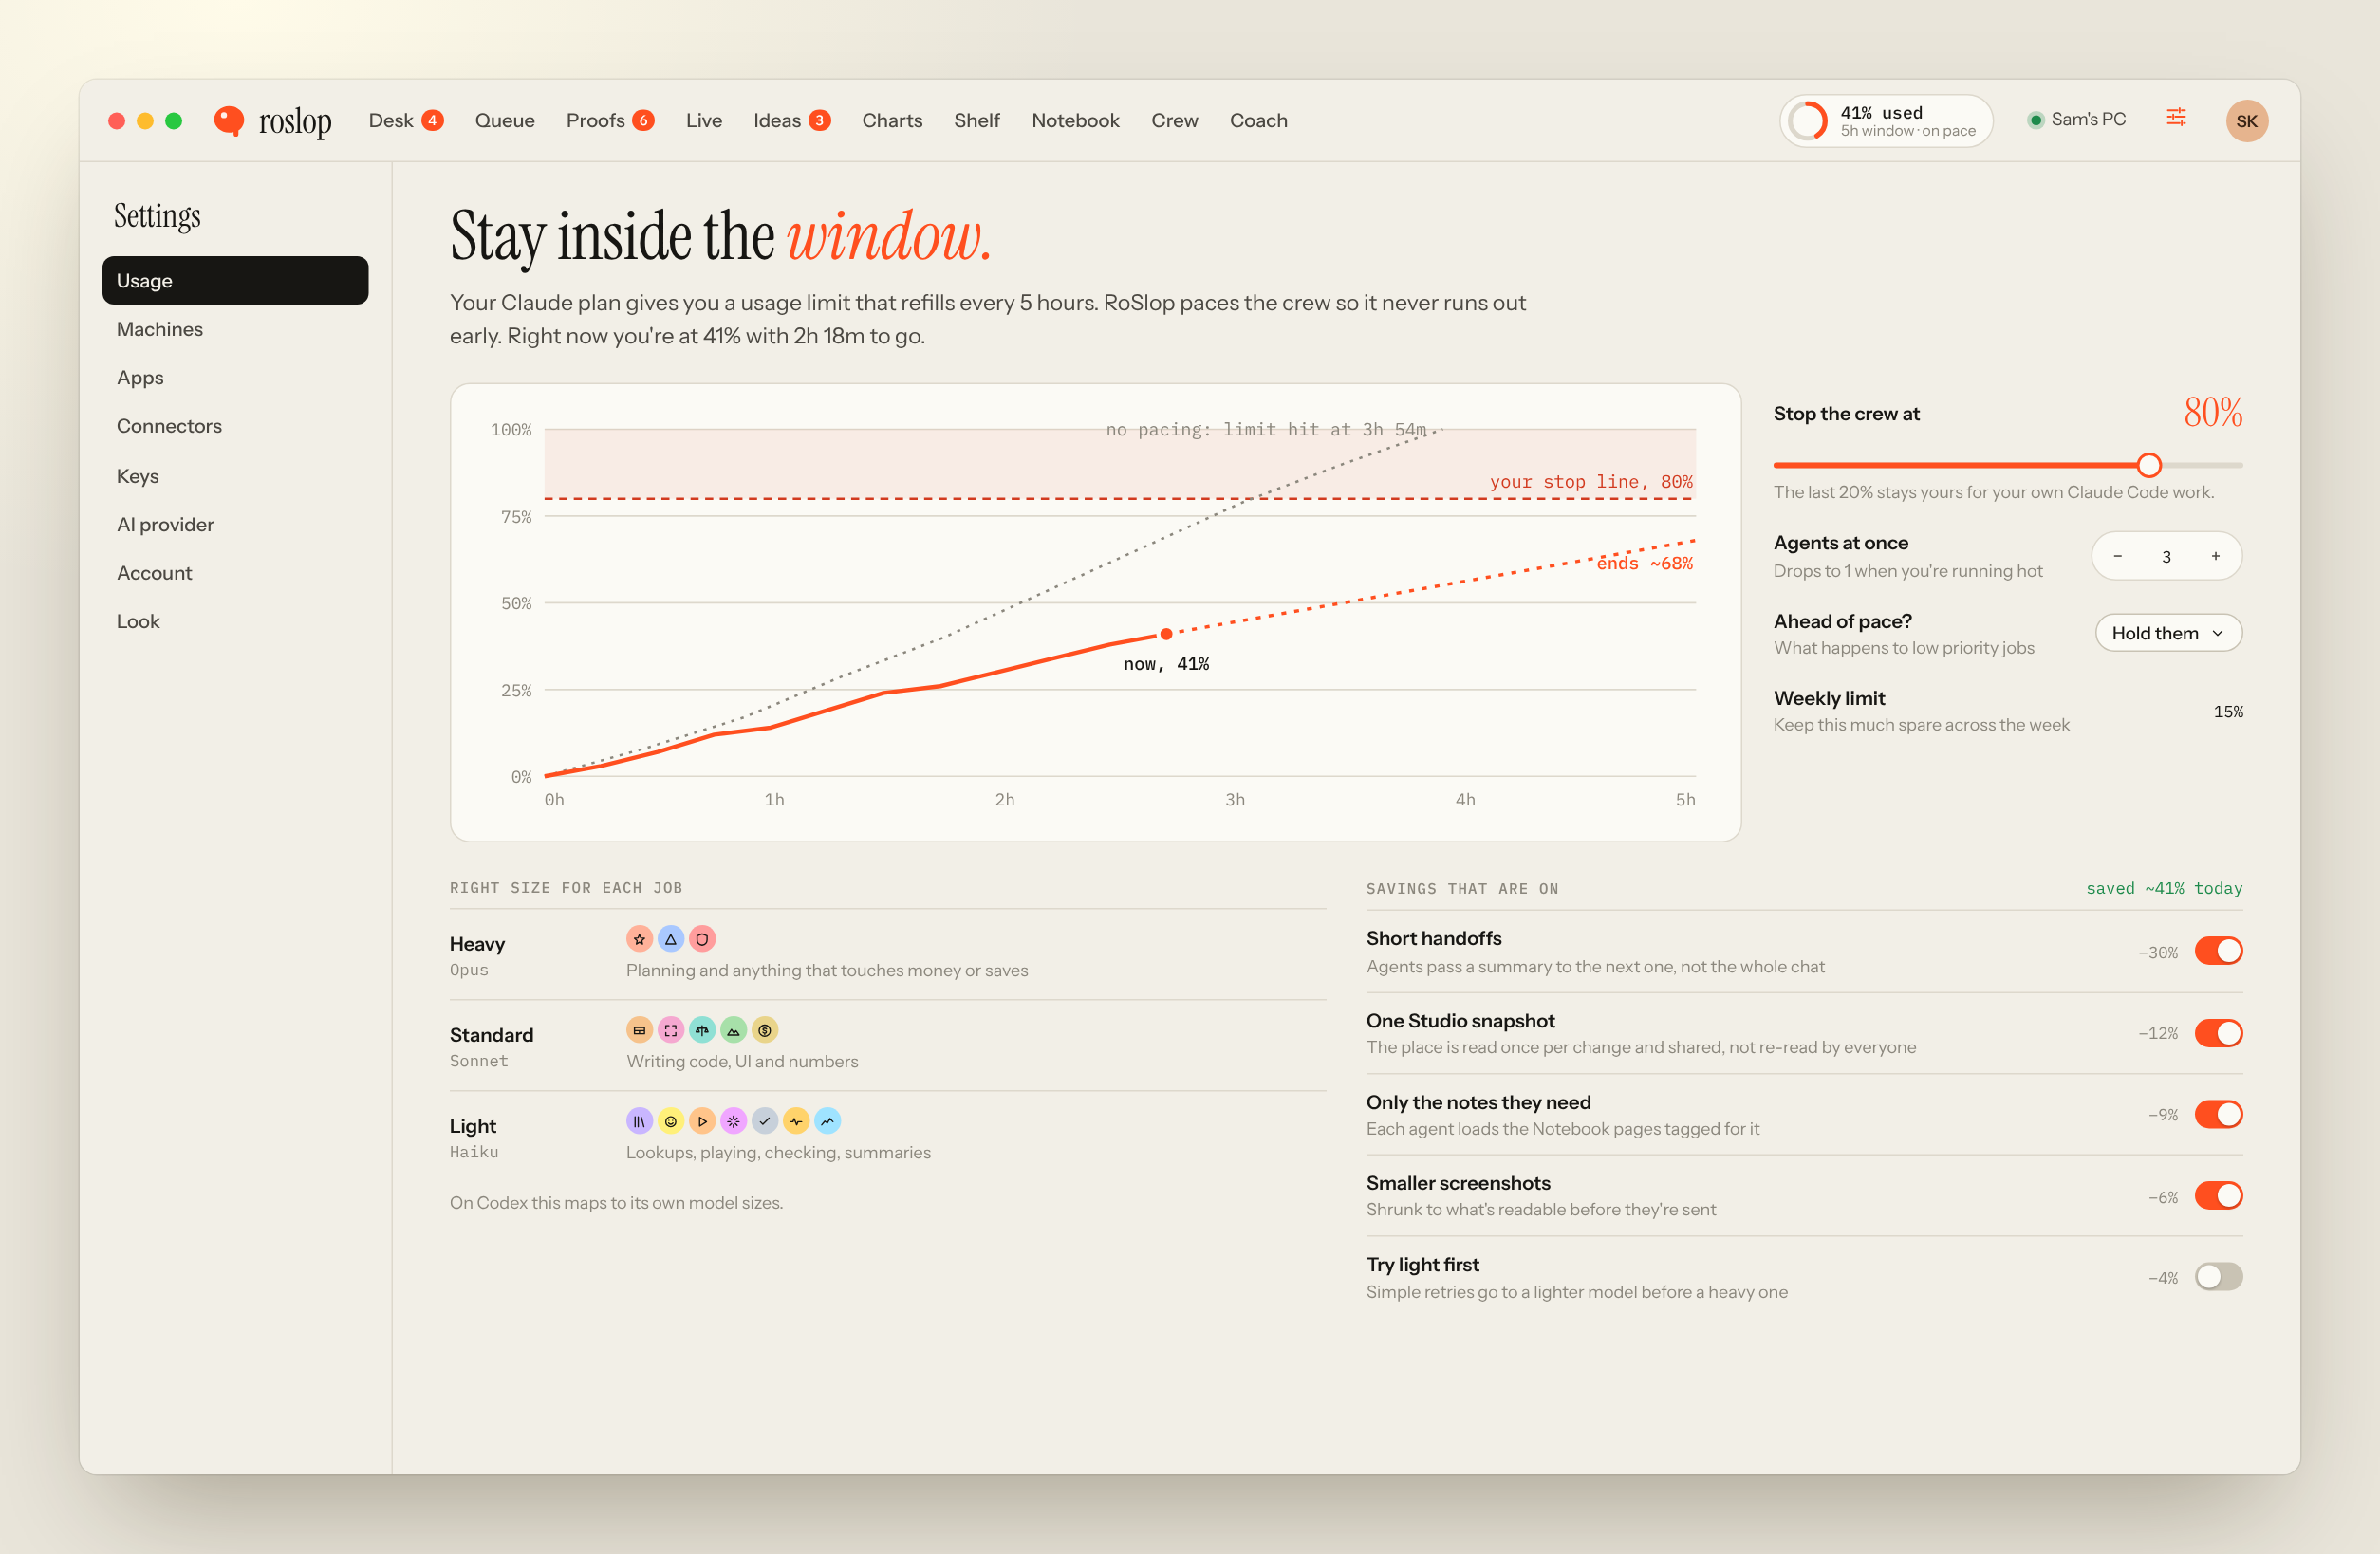 roslop
Desk 4
Queue
Proofs 6
Live
Ideas 3
Charts
Shelf
Notebook
Crew
Coach
41% used
5h window · on pace
Sam's PC
SK
Settings
Usage
Machines
Apps
Connectors
Keys
AI provider
Account
Look
Stay inside the window.
Your Claude plan gives you a usage limit that refills every 5 hours. RoSlop paces the crew so it never runs out
early. Right now you're at 41% with 2h 18m to go.
100%
75%
50%
25%
0%
no pacing: limit hit at 3h 54m
your stop line, 80%
ends ~68%
now, 41%
0h
1h
2h
3h
4h
5h
Stop the crew at
80%
The last 20% stays yours for your own Claude Code work.
Agents at once
Drops to 1 when you're running hot
− 3 +
Ahead of pace?
What happens to low priority jobs
Hold them
Weekly limit
Keep this much spare across the week
15%
RIGHT SIZE FOR EACH JOB
Heavy
Opus
Planning and anything that touches money or saves
Standard
Sonnet
Writing code, UI and numbers
Light
Haiku
Lookups, playing, checking, summaries
On Codex this maps to its own model sizes.
SAVINGS THAT ARE ON
saved ~41% today
Short handoffs
Agents pass a summary to the next one, not the whole chat
−30%
One Studio snapshot
The place is read once per change and shared, not re-read by everyone
−12%
Only the notes they need
Each agent loads the Notebook pages tagged for it
−9%
Smaller screenshots
Shrunk to what's readable before they're sent
−6%
Try light first
Simple retries go to a lighter model before a heavy one
−4%